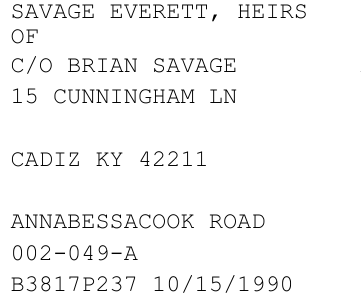 SAVAGE EVERETT, HEIRS
OF
C/O BRIAN SAVAGE
15 CUNNINGHAM LN
CADIZ KY 42211
ANNABESSACOOK ROAD
002-049-A
B3817P237 10/15/1990